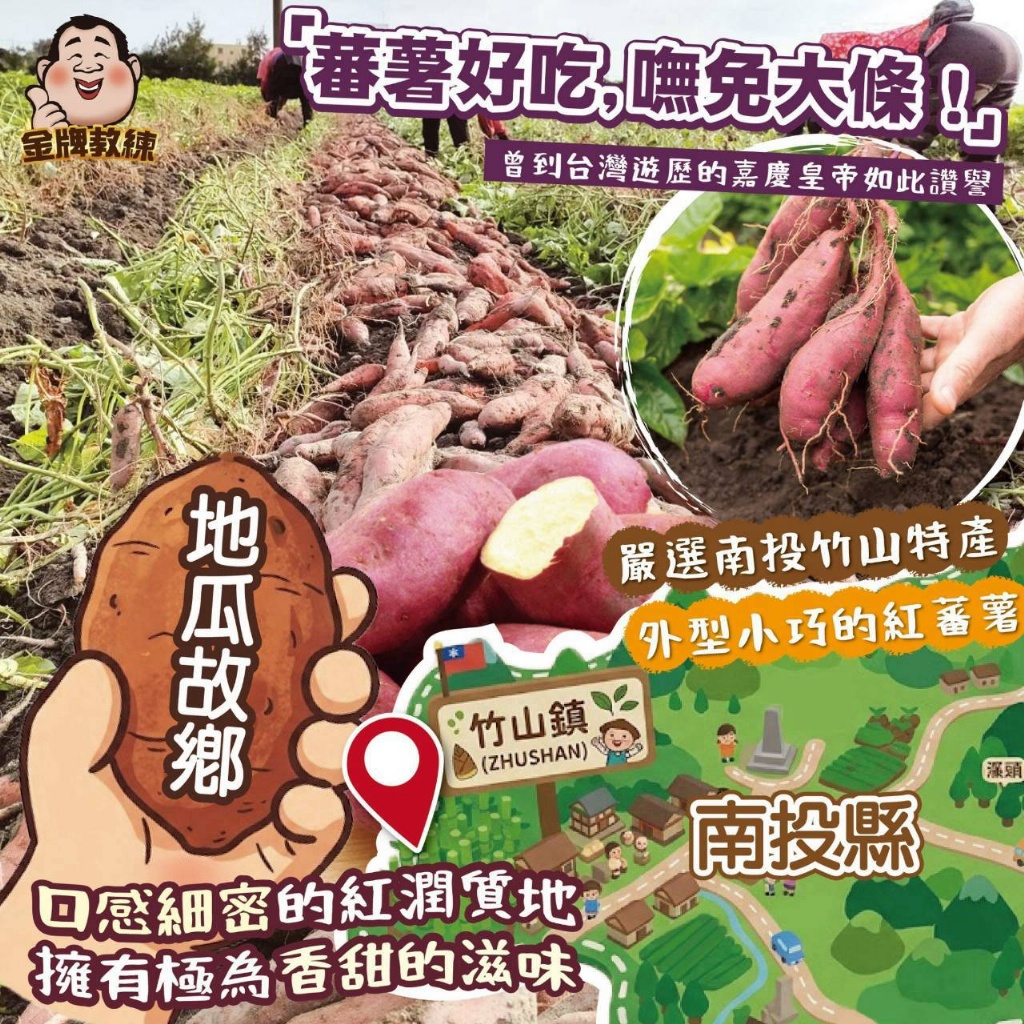 金牌教練
「蕃薯好吃,嘸免大條!」
曾到台灣遊歷的嘉慶皇帝如此讚譽
地瓜故鄉
嚴選南投竹山特產
外型小巧的紅蕃薯
竹山鎮
(ZHUSHAN)
南投縣
口感細密的紅潤質地
擁有極為香甜的滋味